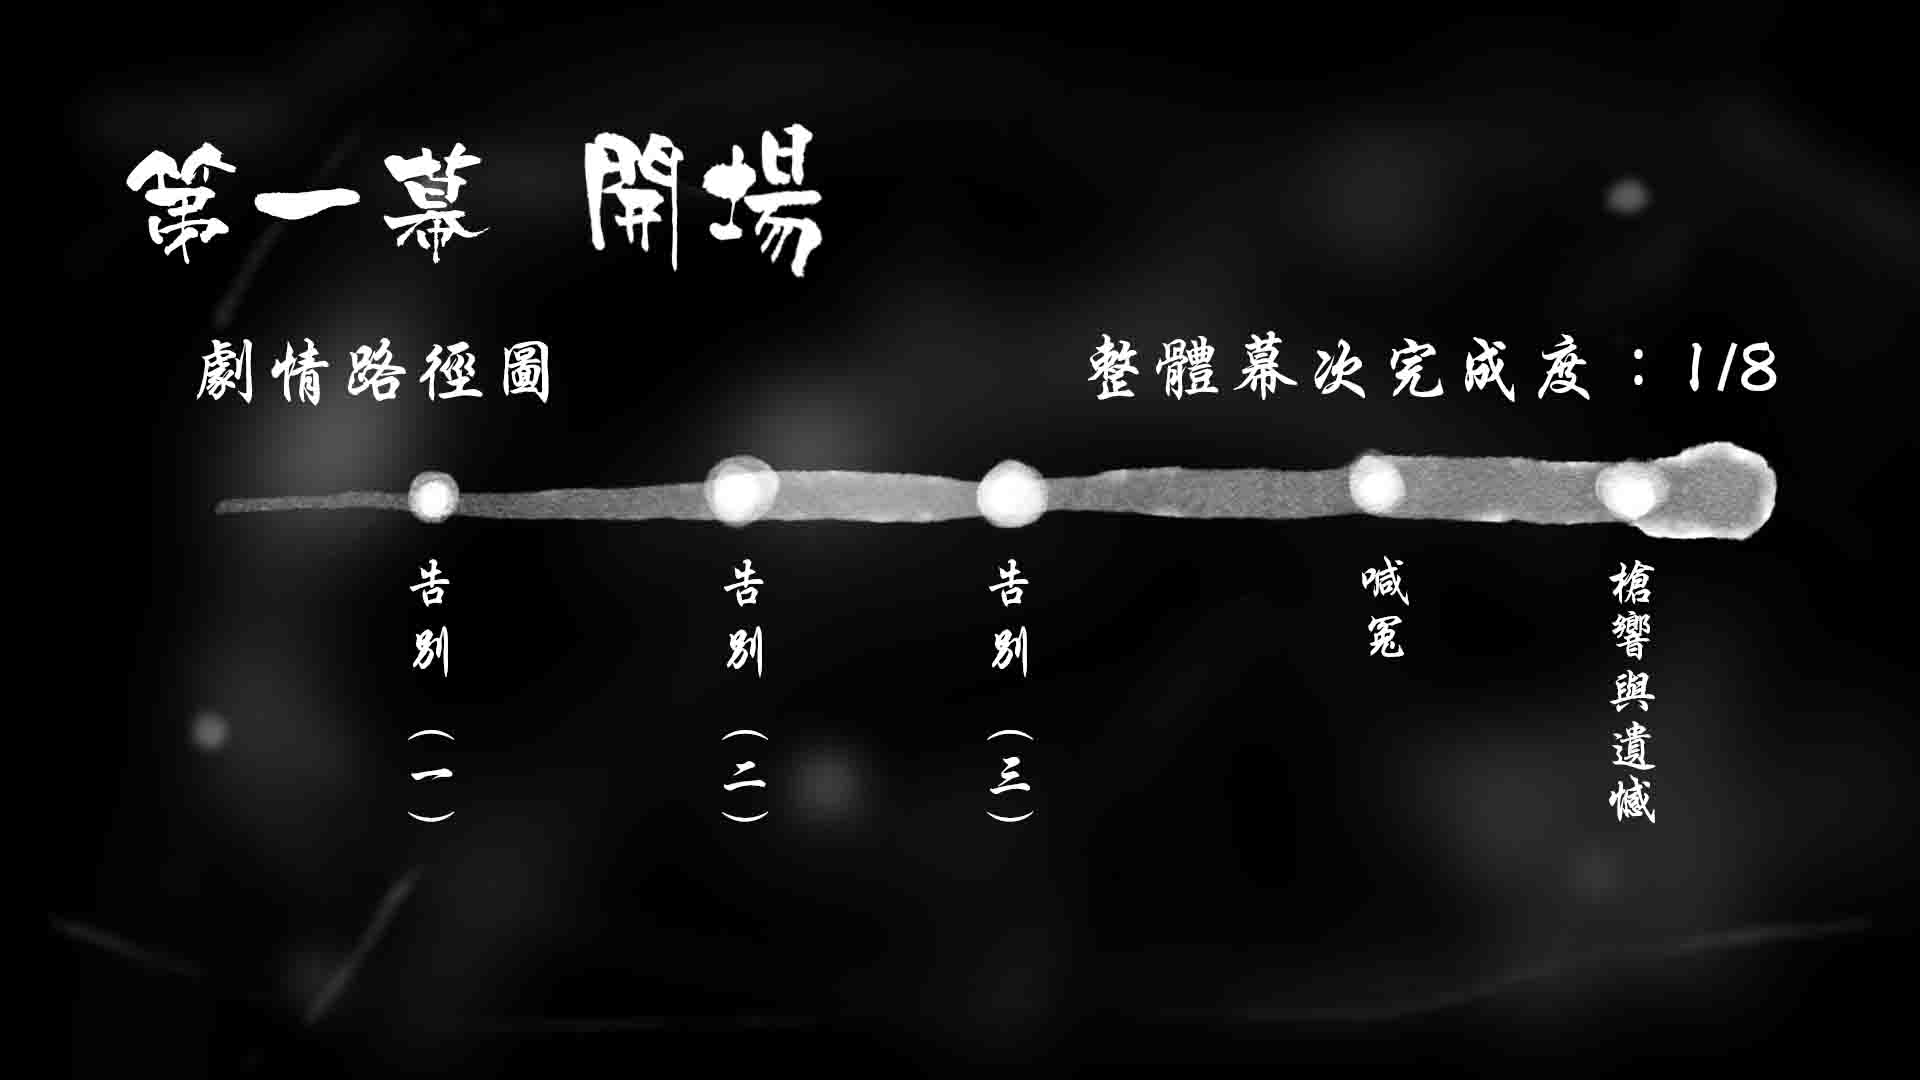 第一幕 開場
劇情路徑圖
整體幕次完成度：1/8
告別（一）
告別（二）
告別（三）
喊冤
槍響與遺憾